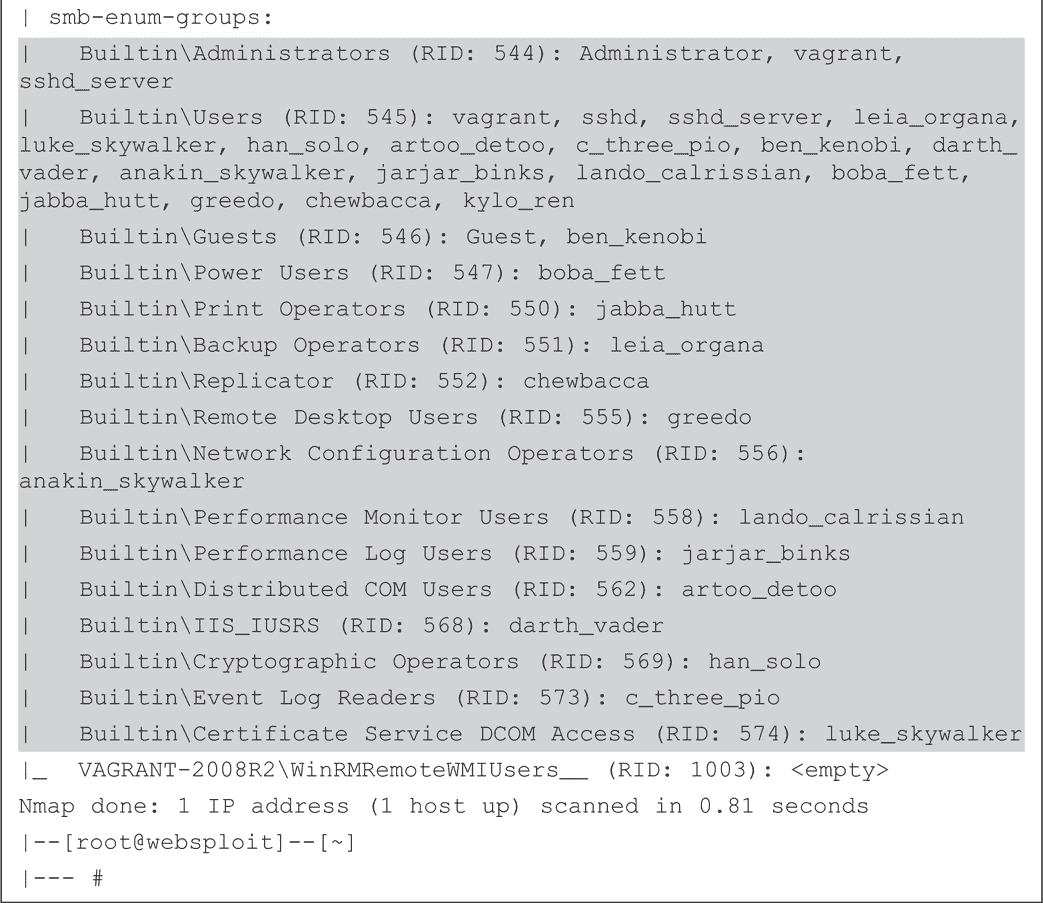 | smb-enum-groups:
| Builtin\Administrators (RID: 544): Administrator, vagrant,
sshd_server
| Builtin\Users (RID: 545): vagrant, sshd, sshd_server, leia_organa,
luke_skywalker, han_solo, artoo_detoo, c_three_pio, ben_kenobi, darth_
vader, anakin_skywalker, jarjar_binks, lando_calrissian, boba_fett,
jabba_hutt, greedo, chewbacca, kylo_ren
| Builtin\Guests (RID: 546): Guest, ben_kenobi
| Builtin\Power Users (RID: 547): boba_fett
| Builtin\Print Operators (RID: 550): jabba_hutt
| Builtin\Backup Operators (RID: 551): leia_organa
| Builtin\Replicator (RID: 552): chewbacca
| Builtin\Remote Desktop Users (RID: 555): greedo
| Builtin\Network Configuration Operators (RID: 556):
anakin_skywalker
| Builtin\Performance Monitor Users (RID: 558): lando_calrissian
| Builtin\Performance Log Users (RID: 559): jarjar_binks
| Builtin\Distributed COM Users (RID: 562): artoo_detoo
| Builtin\IIS_IUSRS (RID: 568): darth_vader
| Builtin\Cryptographic Operators (RID: 569): han_solo
| Builtin\Event Log Readers (RID: 573): c_three_pio
| Builtin\Certificate Service DCOM Access (RID: 574): luke_skywalker
|_ VAGRANT-2008R2\WinRMRemoteWMIUsers__ (RID: 1003): <empty>
Nmap done: 1 IP address (1 host up) scanned in 0.81 seconds
|--[root@websploit]--[~]
|--- #